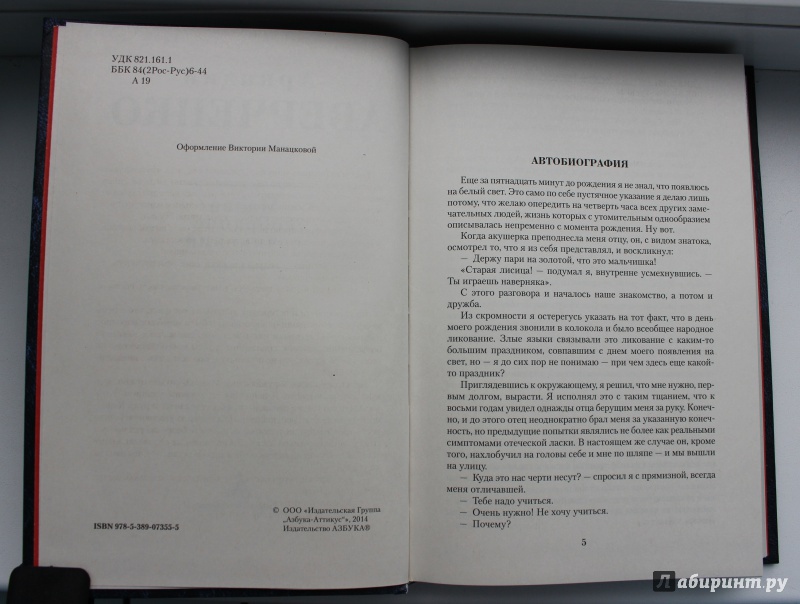 УДК 821.161.1
ББК 84(2Рос-Рус)6-44
А 19
Оформление Виктории Манацковой
ISBN 978-5-389-07355-5
© ООО «Издательская Группа
„Азбука-Аттикус“», 2014
Издательство АЗБУКА®
АВТОБИОГРАФИЯ
Еще за пятнадцать минут до рождения я не знал, что появлюсь
на белый свет. Это само по себе пустячное указание я делаю лишь
потому, что желаю опередить на четверть часа всех других заме-
чательных людей, жизнь которых с утомительным однообразием
описывалась непременно с момента рождения. Ну вот.
Когда акушерка преподнесла меня отцу, он, с видом знатока,
осмотрел то, что я из себя представлял, и воскликнул:
— Держу пари на золотой, что это мальчишка!
«Старая лисица! — подумал я, внутренне усмехнувшись. —
Ты играешь наверняка».
С этого разговора и началось наше знакомство, а потом и
дружба.
Из скромности я остерегусь указать на тот факт, что в день
моего рождения звонили в колокола и было всеобщее народное
ликование. Злые языки связывали это ликование с каким-то
большим праздником, совпавшим с днем моего появления на
свет, но — я до сих пор не понимаю — при чем здесь еще какой-
то праздник?
Приглядевшись к окружающему, я решил, что мне нужно, пер-
вым долгом, вырасти. Я исполнял это с таким тщанием, что к
восьми годам увидел однажды отца берущим меня за руку. Конеч-
но, и до этого отец неоднократно брал меня за указанную конеч-
ность, но предыдущие попытки являлись не более как реальными
симптомами отеческой ласки. В настоящем же случае он, кроме
того, нахлобучил на головы себе и мне по шляпе — и мы вышли
на улицу.
— Куда это нас черти несут? — спросил я с прямизной, всегда
меня отличавшей.
— Тебе надо учиться.
— Очень нужно! Не хочу учиться.
— Почему?
5
Лабиринт.ру